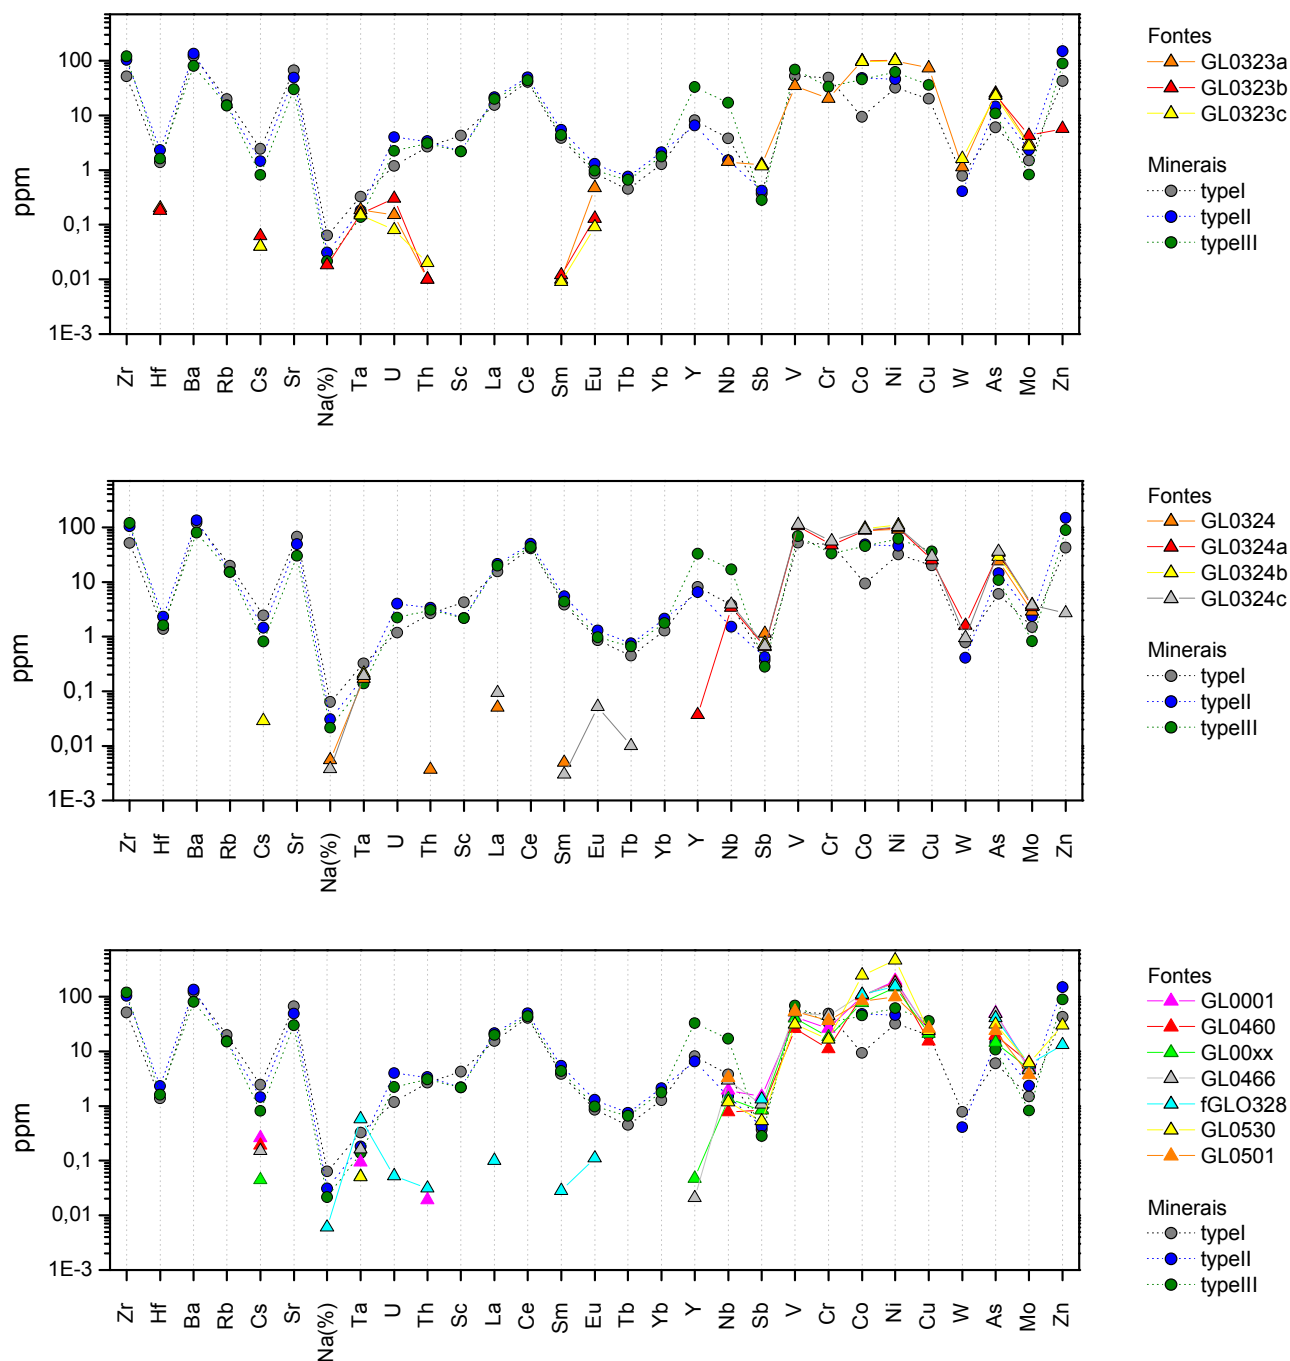 100
10
1
0,1
0,01
1E-3
ppm
Zr Hf Ba Rb Cs Sr Na(%) Ta U Th Sc La Ce Sm Eu Tb Yb Y Nb Sb V Cr Co Ni Cu W As Mo Zn
Fontes
GL0323a
GL0323b
GL0323c
Minerais
typeI
typeII
typeIII
100
10
1
0,1
0,01
1E-3
ppm
Zr Hf Ba Rb Cs Sr Na(%) Ta U Th Sc La Ce Sm Eu Tb Yb Y Nb Sb V Cr Co Ni Cu W As Mo Zn
Fontes
GL0324
GL0324a
GL0324b
GL0324c
Minerais
typeI
typeII
typeIII
100
10
1
0,1
0,01
1E-3
ppm
Zr Hf Ba Rb Cs Sr Na(%) Ta U Th Sc La Ce Sm Eu Tb Yb Y Nb Sb V Cr Co Ni Cu W As Mo Zn
Fontes
GL0001
GL0460
GL00xx
GL0466
fGLO328
GL0530
GL0501
Minerais
typeI
typeII
typeIII